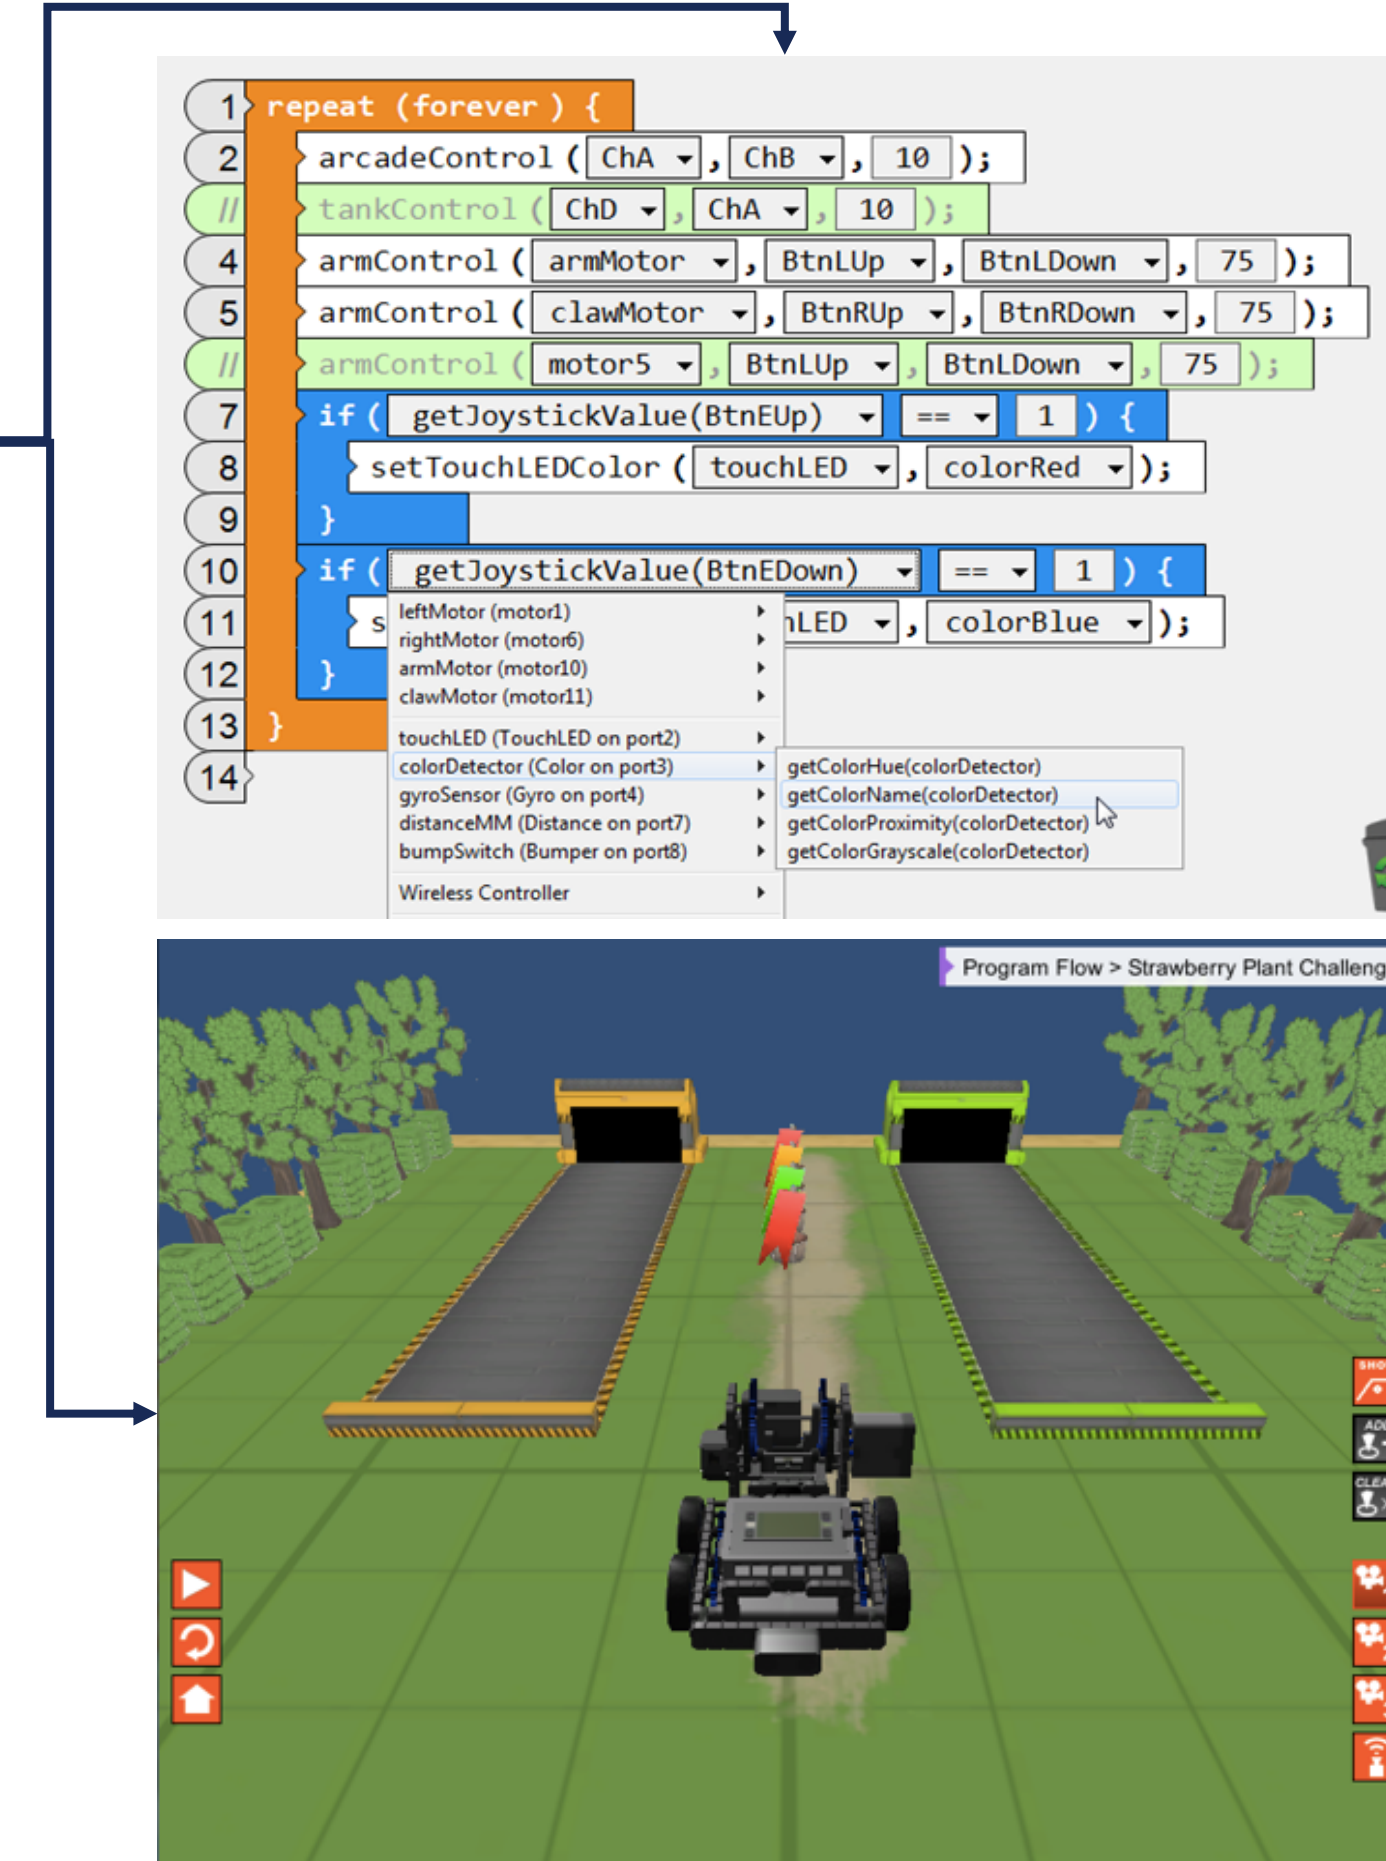 1 repeat (forever) {
2 arcadeControl ( ChA , ChB , 10 );
// tankControl ( ChD , ChA , 10 );
4 armControl ( armMotor , BtnLUp , BtnLDown , 75 );
5 armControl ( clawMotor , BtnRUp , BtnRDown , 75 );
// armControl ( motor5 , BtnLUp , BtnLDown , 75 );
7 if ( getJoystickValue(BtnEUp) == 1 ) {
8 setTouchLEDColor ( touchLED , colorRed );
9 }
10 if ( getJoystickValue(BtnEDown) == 1 ) {
11 s hLED , colorBlue );
12 }
13 }
14
leftMotor (motor1)
rightMotor (motor6)
armMotor (motor10)
clawMotor (motor11)
touchLED (TouchLED on port2)
colorDetector (Color on port3)
gyroSensor (Gyro on port4)
distanceMM (Distance on port7)
bumpSwitch (Bumper on port8)
Wireless Controller
getColorHue(colorDetector)
getColorName(colorDetector)
getColorProximity(colorDetector)
getColorGrayscale(colorDetector)
Program Flow > Strawberry Plant Challeng
SHO
AD
CLEA